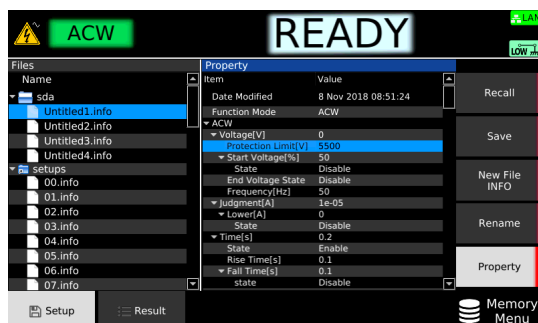 ACW
READY
LAN
LOW
Files
Name
sda
Untitled1.info
Untitled2.info
Untitled3.info
Untitled4.info
setups
00.info
01.info
02.info
03.info
04.info
05.info
06.info
07.info
Property
Item Value
Date Modified 8 Nov 2018 08:51:24
Function Mode ACW
ACW
Voltage[V] 0
Protection Limit[V] 5500
Start Voltage[%] 50
State Disable
End Voltage State Disable
Frequency[Hz] 50
Judgment[A] 1e-05
Lower[A] 0
State Disable
Time[s] 0.2
State Enable
Rise Time[s] 0.1
Fall Time[s] 0.1
state Disable
Recall
Save
New File
INFO
Rename
Property
Setup
Result
Memory
Menu